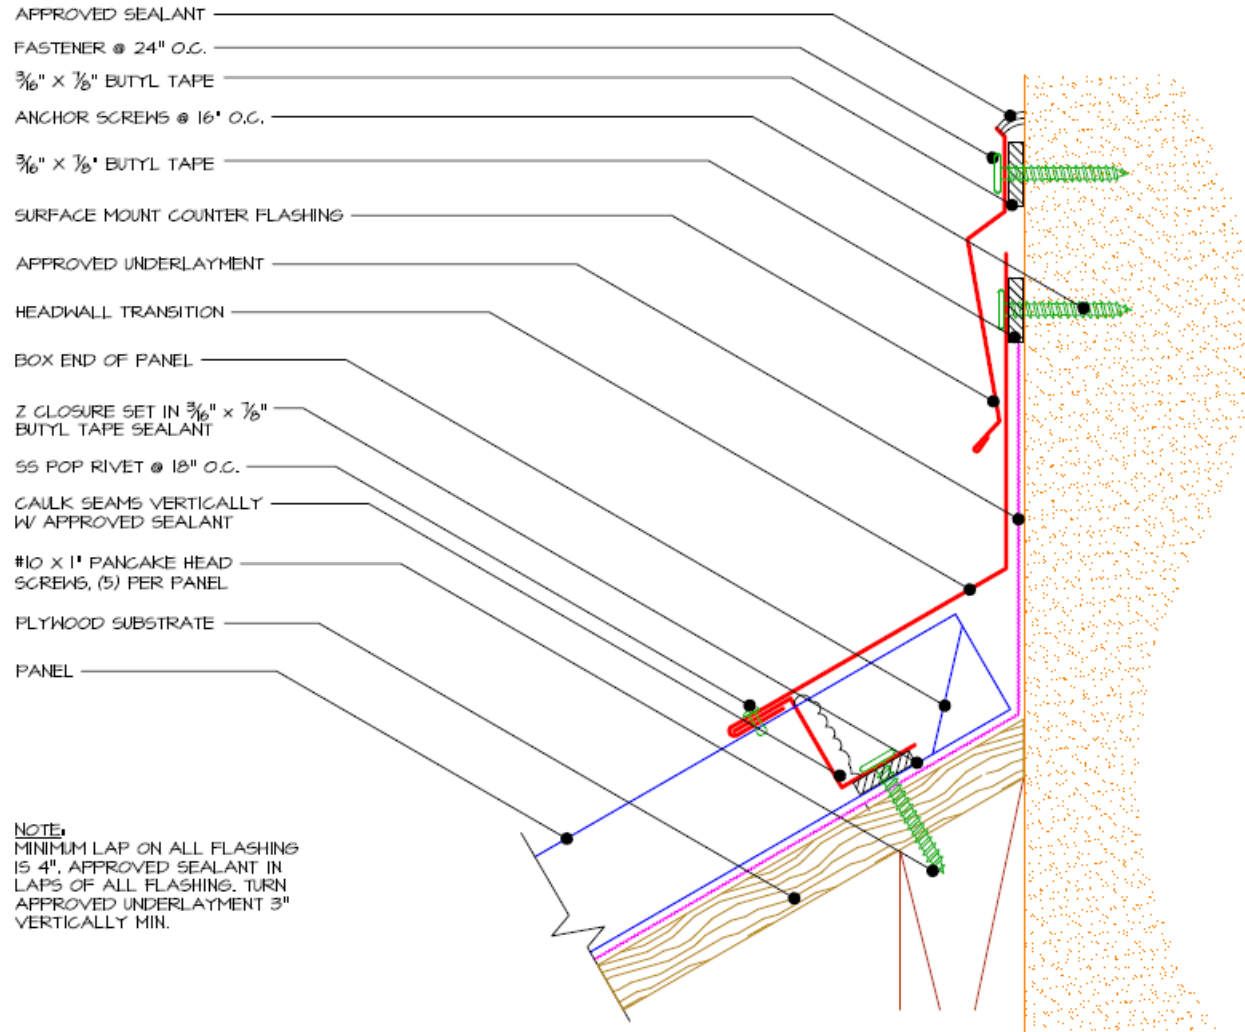 APPROVED SEALANT
FASTENER @ 24" O.C.
3/16" X 7/8" BUTYL TAPE
ANCHOR SCREWS @ 16" O.C.
3/16" X 7/8" BUTYL TAPE
SURFACE MOUNT COUNTER FLASHING
APPROVED UNDERLAYMENT
HEADWALL TRANSITION
BOX END OF PANEL
Z CLOSURE SET IN 3/16" x 7/8"
BUTYL TAPE SEALANT
SS POP RIVET @ 18" O.C.
CAULK SEAMS VERTICALLY
W/ APPROVED SEALANT
#10 X 1" PANCAKE HEAD
SCREWS, (5) PER PANEL
PLYWOOD SUBSTRATE
PANEL
NOTE:
MINIMUM LAP ON ALL FLASHING
IS 4". APPROVED SEALANT IN
LAPS OF ALL FLASHING. TURN
APPROVED UNDERLAYMENT 3"
VERTICALLY MIN.